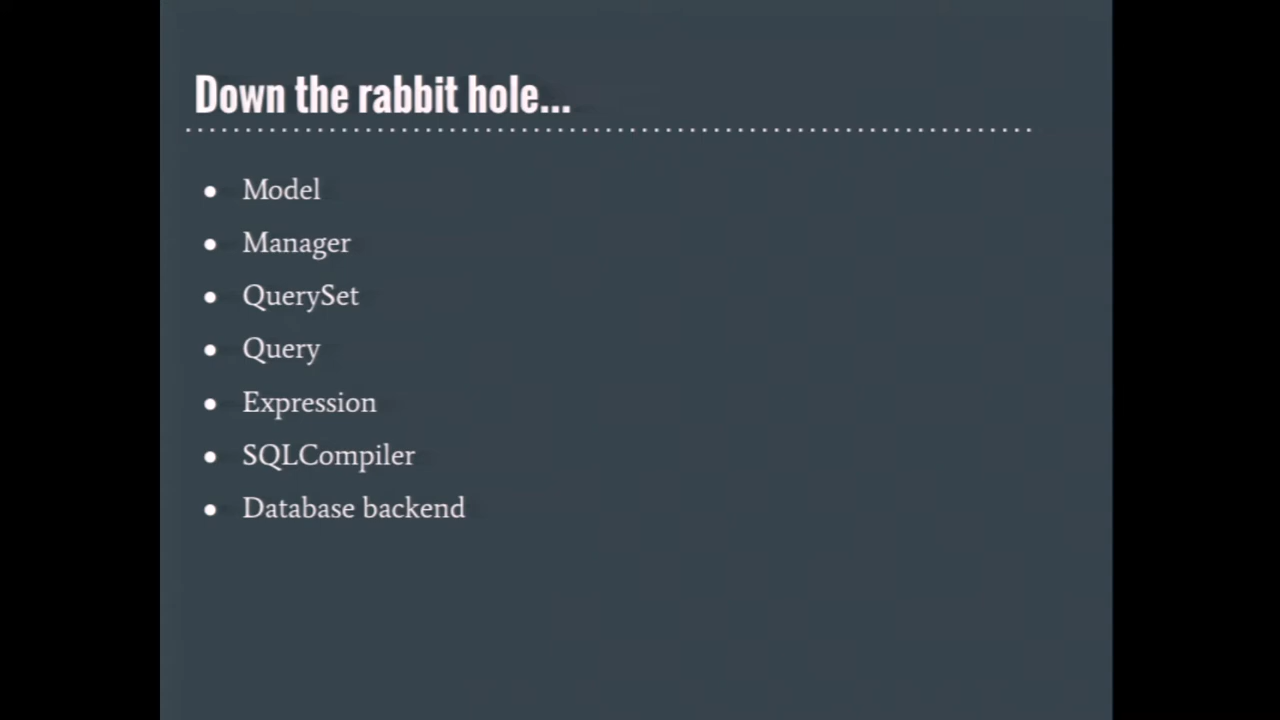 Down the rabbit hole...
● Model
● Manager
● QuerySet
● Query
● Expression
● SQLCompiler
● Database backend